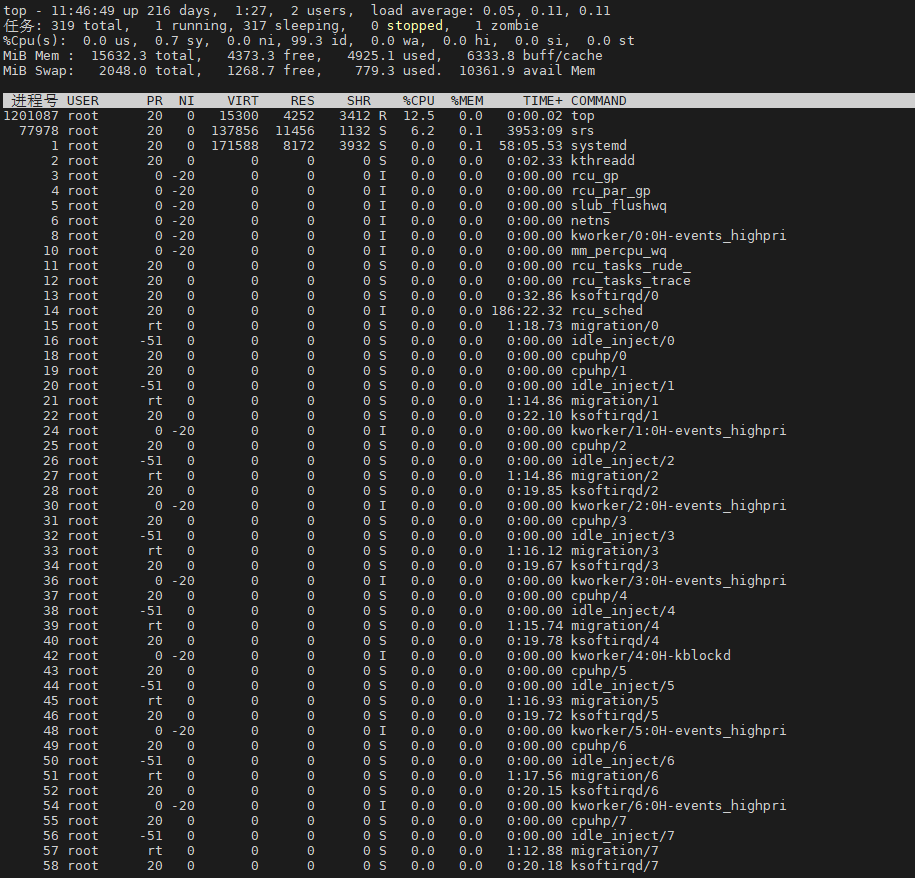 top - 11:46:49 up 216 days,  1:27,  2 users,  load average: 0.05, 0.11, 0.11
任务: 319 total,   1 running, 317 sleeping,   0 stopped,   1 zombie
%Cpu(s):  0.0 us,  0.7 sy,  0.0 ni, 99.3 id,  0.0 wa,  0.0 hi,  0.0 si,  0.0 st
MiB Mem :  15632.3 total,   4373.3 free,   4925.1 used,   6333.8 buff/cache
MiB Swap:   2048.0 total,   1268.7 free,    779.3 used.  10361.9 avail Mem
进程号 USER      PR  NI    VIRT    RES    SHR   %CPU  %MEM     TIME+ COMMAND
1201087 root      20   0   15300   4252   3412 R  12.5   0.0   0:00.02 top
77978 root      20   0  137856  11456   1132 S   6.2   0.1   3953:09 srs
1 root      20   0  171588   8172   3932 S   0.0   0.1  58:05.53 systemd
2 root      20   0       0      0      0 S   0.0   0.0   0:02.33 kthreadd
3 root       0 -20       0      0      0 I   0.0   0.0   0:00.00 rcu_gp
4 root       0 -20       0      0      0 I   0.0   0.0   0:00.00 rcu_par_gp
5 root       0 -20       0      0      0 I   0.0   0.0   0:00.00 slub_flushwq
6 root       0 -20       0      0      0 I   0.0   0.0   0:00.00 netns
8 root       0 -20       0      0      0 I   0.0   0.0   0:00.00 kworker/0:0H-events_highpri
10 root       0 -20       0      0      0 I   0.0   0.0   0:00.00 mm_percpu_wq
11 root      20   0       0      0      0 S   0.0   0.0   0:00.00 rcu_tasks_rude_
12 root      20   0       0      0      0 S   0.0   0.0   0:00.00 rcu_tasks_trace
13 root      20   0       0      0      0 S   0.0   0.0   0:32.86 ksoftirqd/0
14 root      20   0       0      0      0 I   0.0   0.0 186:22.32 rcu_sched
15 root      rt   0       0      0      0 S   0.0   0.0   1:18.73 migration/0
16 root     -51   0       0      0      0 S   0.0   0.0   0:00.00 idle_inject/0
18 root      20   0       0      0      0 S   0.0   0.0   0:00.00 cpuhp/0
19 root      20   0       0      0      0 S   0.0   0.0   0:00.00 cpuhp/1
20 root     -51   0       0      0      0 S   0.0   0.0   0:00.00 idle_inject/1
21 root      rt   0       0      0      0 S   0.0   0.0   1:14.86 migration/1
22 root      20   0       0      0      0 S   0.0   0.0   0:22.10 ksoftirqd/1
24 root       0 -20       0      0      0 I   0.0   0.0   0:00.00 kworker/1:0H-events_highpri
25 root      20   0       0      0      0 S   0.0   0.0   0:00.00 cpuhp/2
26 root     -51   0       0      0      0 S   0.0   0.0   0:00.00 idle_inject/2
27 root      rt   0       0      0      0 S   0.0   0.0   1:14.86 migration/2
28 root      20   0       0      0      0 S   0.0   0.0   0:19.85 ksoftirqd/2
30 root       0 -20       0      0      0 I   0.0   0.0   0:00.00 kworker/2:0H-events_highpri
31 root      20   0       0      0      0 S   0.0   0.0   0:00.00 cpuhp/3
32 root     -51   0       0      0      0 S   0.0   0.0   0:00.00 idle_inject/3
33 root      rt   0       0      0      0 S   0.0   0.0   1:16.12 migration/3
34 root      20   0       0      0      0 S   0.0   0.0   0:19.67 ksoftirqd/3
36 root       0 -20       0      0      0 I   0.0   0.0   0:00.00 kworker/3:0H-events_highpri
37 root      20   0       0      0      0 S   0.0   0.0   0:00.00 cpuhp/4
38 root     -51   0       0      0      0 S   0.0   0.0   0:00.00 idle_inject/4
39 root      rt   0       0      0      0 S   0.0   0.0   1:15.74 migration/4
40 root      20   0       0      0      0 S   0.0   0.0   0:19.78 ksoftirqd/4
42 root       0 -20       0      0      0 I   0.0   0.0   0:00.00 kworker/4:0H-kblockd
43 root      20   0       0      0      0 S   0.0   0.0   0:00.00 cpuhp/5
44 root     -51   0       0      0      0 S   0.0   0.0   0:00.00 idle_inject/5
45 root      rt   0       0      0      0 S   0.0   0.0   1:16.93 migration/5
46 root      20   0       0      0      0 S   0.0   0.0   0:19.72 ksoftirqd/5
48 root       0 -20       0      0      0 I   0.0   0.0   0:00.00 kworker/5:0H-events_highpri
49 root      20   0       0      0      0 S   0.0   0.0   0:00.00 cpuhp/6
50 root     -51   0       0      0      0 S   0.0   0.0   0:00.00 idle_inject/6
51 root      rt   0       0      0      0 S   0.0   0.0   1:17.56 migration/6
52 root      20   0       0      0      0 S   0.0   0.0   0:20.15 ksoftirqd/6
54 root       0 -20       0      0      0 I   0.0   0.0   0:00.00 kworker/6:0H-events_highpri
55 root      20   0       0      0      0 S   0.0   0.0   0:00.00 cpuhp/7
56 root     -51   0       0      0      0 S   0.0   0.0   0:00.00 idle_inject/7
57 root      rt   0       0      0      0 S   0.0   0.0   1:12.88 migration/7
58 root      20   0       0      0      0 S   0.0   0.0   0:20.18 ksoftirqd/7